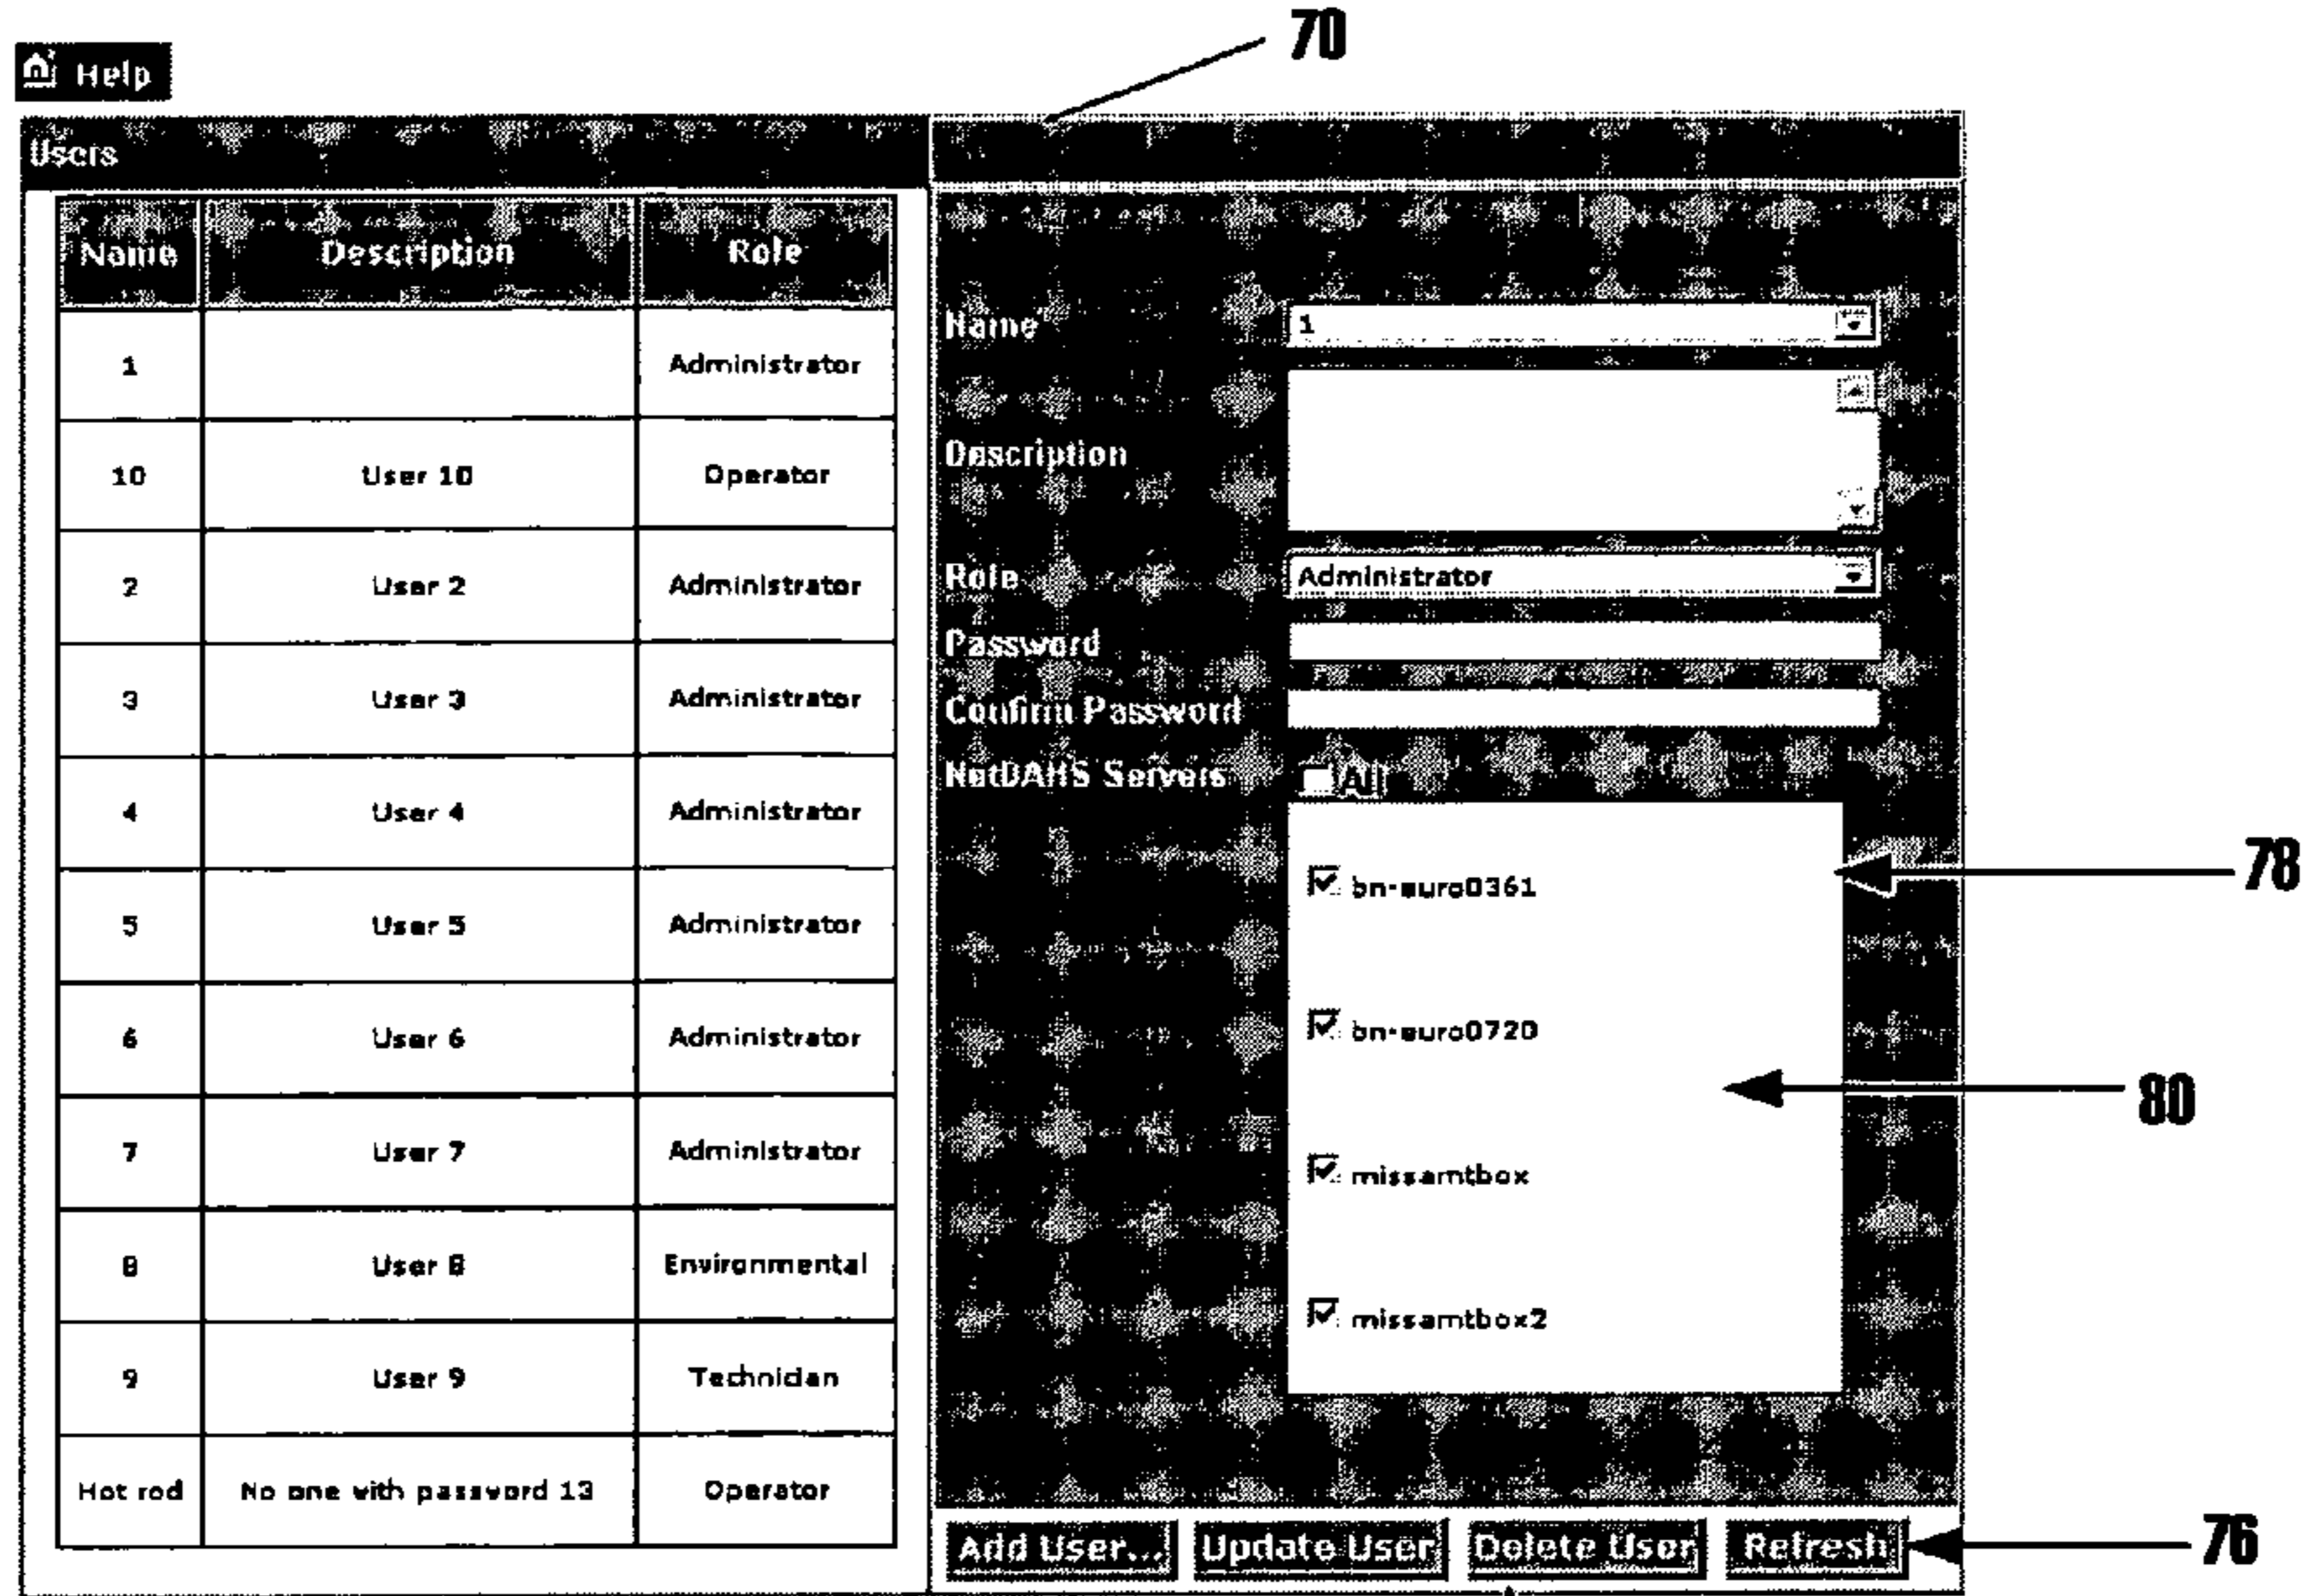 70
Help
Users
Name Description Role
1 Administrator
10 User 10 Operator
2 User 2 Administrator
3 User 3 Administrator
4 User 4 Administrator
5 User 5 Administrator
6 User 6 Administrator
7 User 7 Administrator
8 User 8 Environmental
9 User 9 Technician
Hot rod No one with password 13 Operator
Name 1
Description
Role Administrator
Password
Confirm Password
NetDAHS Servers All
bn-euro0361
bn-euro0720
missamtbox
missamtbox2
78
80
Add User... Update User Delete User Refresh
76